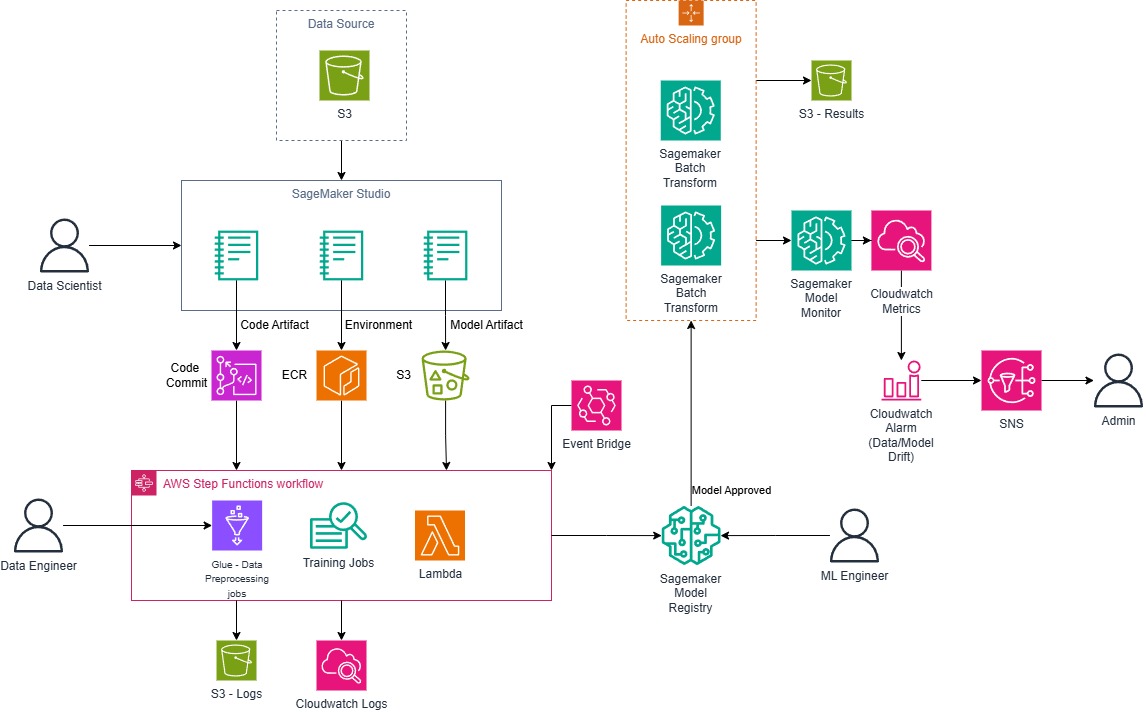 Data Source
S3
Auto Scaling group
Sagemaker
Batch
Transform
S3 - Results
SageMaker Studio
Data Scientist
Sagemaker
Batch
Transform
Sagemaker
Model
Monitor
Cloudwatch
Metrics
Code Artifact
Environment
Model Artifact
Code
Commit
ECR
S3
Event Bridge
Cloudwatch
Alarm
(Data/Model
Drift)
SNS
Admin
AWS Step Functions workflow
Model Approved
Data Engineer
Glue - Data
Preprocessing
jobs
Training Jobs
Lambda
Sagemaker
Model
Registry
ML Engineer
S3 - Logs
Cloudwatch Logs